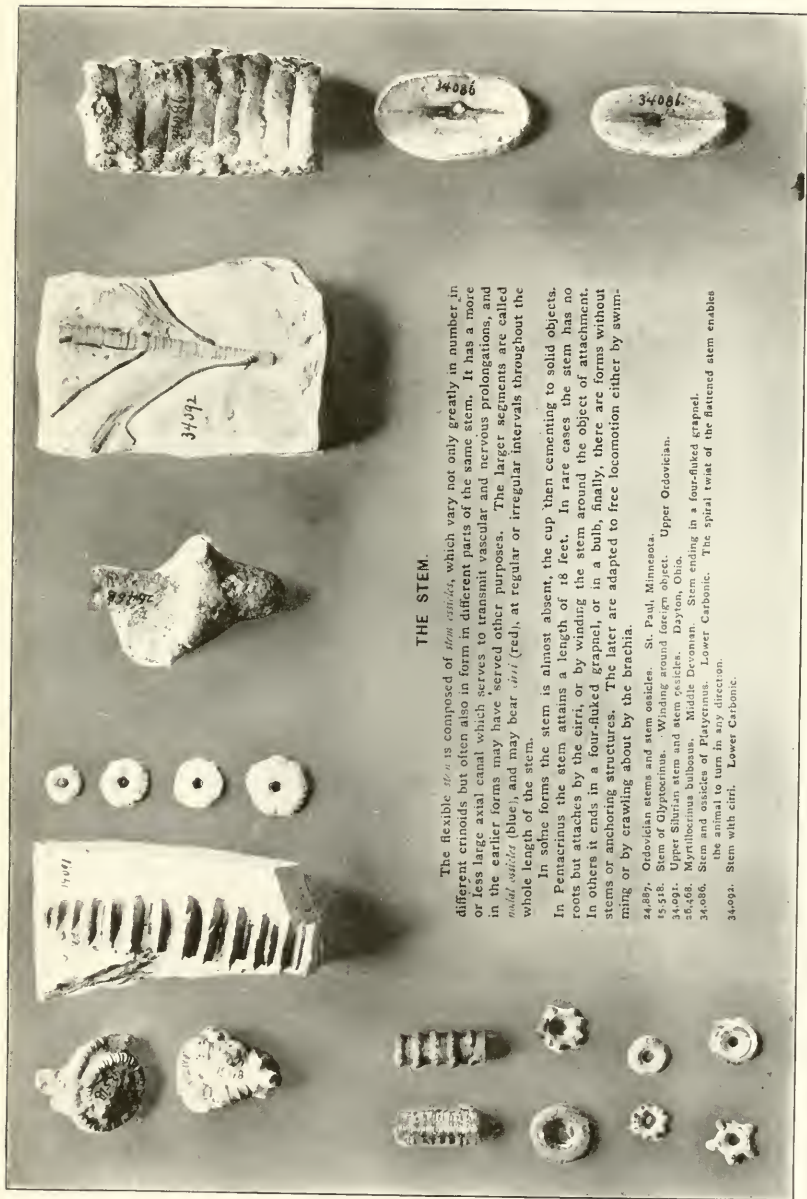 THE STEM.
The flexible stem is composed of stem ossicles, which vary not only greatly in number in
different crinoids but often also in form in different parts of the same stem. It has a more
or less large axial canal which serves to transmit vascular and nervous prolongations, and
in the earlier forms may have served other purposes. The larger segments are called
nodal ossicles (blue), and may bear cirri (red), at regular or irregular intervals throughout the
whole length of the stem.
In some forms the stem is almost absent, the cup then cementing to solid objects.
In Pentacrinus the stem attains a length of 18 feet. In rare cases the stem has no
roots but attaches by the cirri, or by winding the stem around the object of attachment.
In others it ends in a four-fluked grapnel, or in a bulb, finally, there are forms without
stems or anchoring structures. The later are adapted to free locomotion either by swim-
ming or by crawling about by the brachia.
24,887. Ordovician stems and stem ossicles. St. Paul, Minnesota.
15,518. Stem of Glyptocrinus. Winding around foreign object. Upper Ordovician.
34,091. Upper Silurian stem and stem ossicles. Dayton, Ohio.
26,468. Myrtillocrinus bulbosus. Middle Devonian. Stem ending in a four-fluked grapnel.
34,086. Stem and ossicles of Platycrinus. Lower Carbonic. The spiral twist of the flattened stem enables
the animal to turn in any direction.
34,092. Stem with cirri. Lower Carbonic.
34086
34086
34086
34092
26468